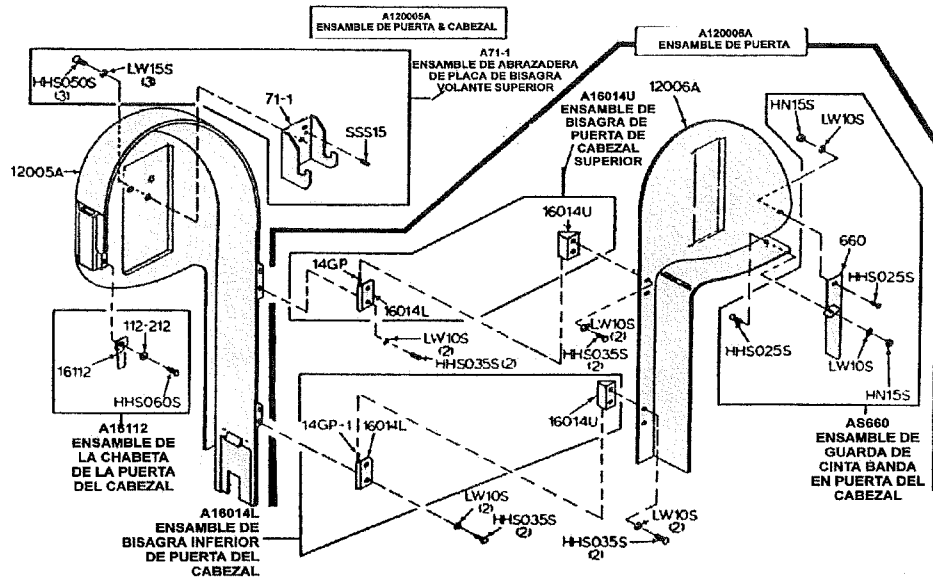 A120005A
ENSAMBLE DE PUERTA & CABEZAL
A120006A
ENSAMBLE DE PUERTA
A71-1
ENSAMBLE DE ABRAZADERA
DE PLACA DE BISAGRA
VOLANTE SUPERIOR
LW15S
(3)
HHS050S
(3)
71-1
SSS15
12005A
A16014U
ENSAMBLE DE
BISAGRA DE
PUERTA DE
CABEZAL
SUPERIOR
12006A
HN15S
LW10S
16014U
660
HHS025S
14GP
16014L
LW10S
(2)
HHS035S (2)
LW10S
(2)
HHS035S
(2)
HHS025S
LW10S
HN15S
112-212
16112
HHS060S
A16112
ENSAMBLE DE
LA CHABETA
DE LA PUERTA
DEL CABEZAL
14GP-1
16014L
16014U
AS660
ENSAMBLE DE
GUARDA DE
CINTA BANDA
EN PUERTA DEL
CABEZAL
A16014L
ENSAMBLE DE
BISAGRA INFERIOR
DE PUERTA DEL
CABEZAL
LW10S
(2)
HHS035S
(2)
LW10S
(2)
HHS035S
(2)